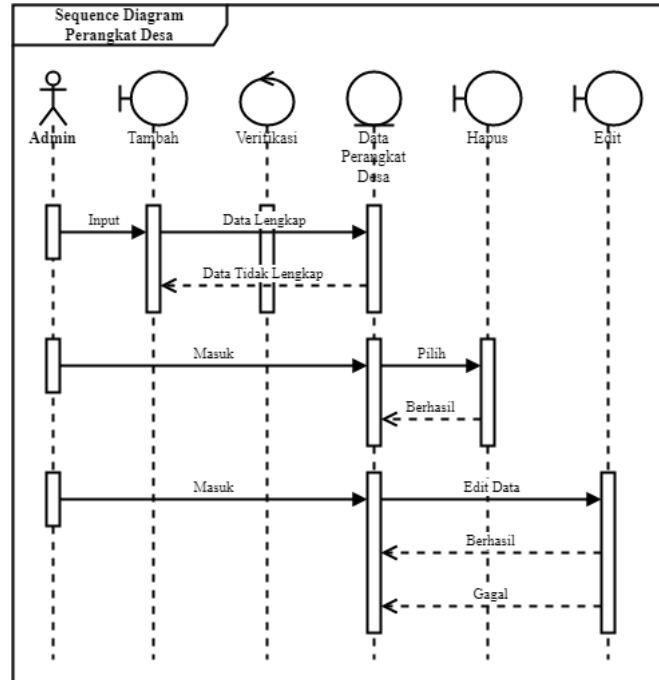 Sequence Diagram
Perangkat Desa
Admin
Tambah
Verifikasi
Data
Perangkat
Desa
Hapus
Edit
Input
Data Lengkap
Data Tidak Lengkap
Masuk
Pilih
Berhasil
Masuk
Edit Data
Berhasil
Gagal